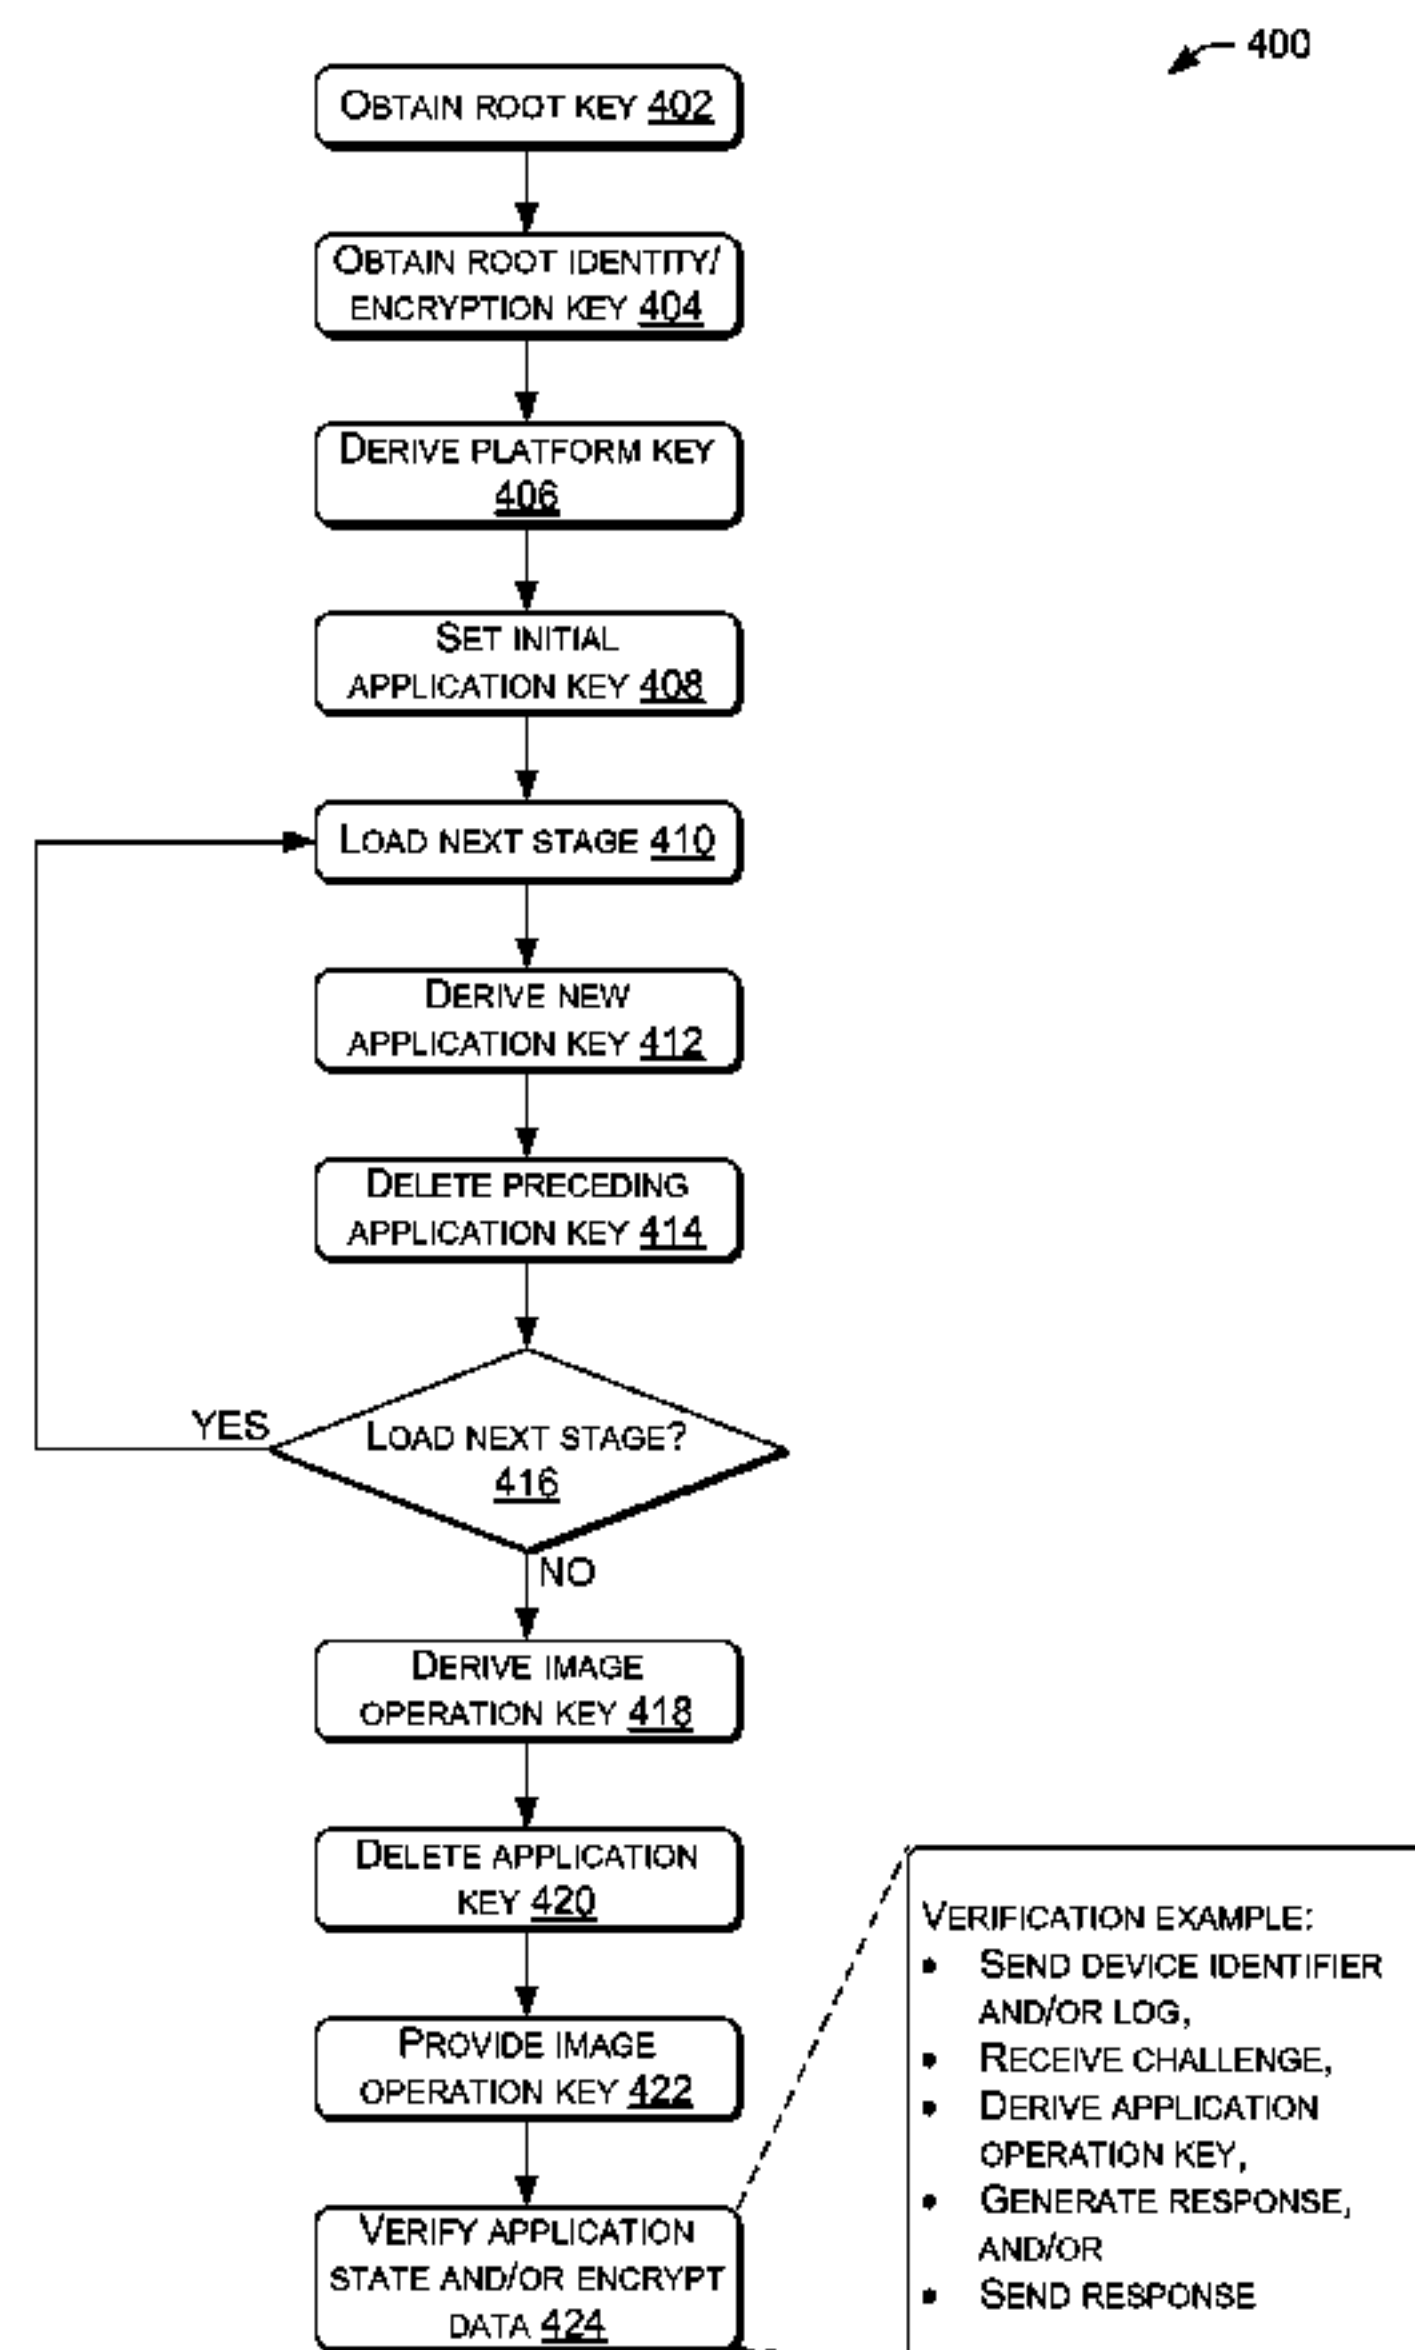 400
OBTAIN ROOT KEY 402
OBTAIN ROOT IDENTITY/
ENCRYPTION KEY 404
DERIVE PLATFORM KEY
406
SET INITIAL
APPLICATION KEY 408
LOAD NEXT STAGE 410
DERIVE NEW
APPLICATION KEY 412
DELETE PRECEDING
APPLICATION KEY 414
YES
LOAD NEXT STAGE?
416
NO
DERIVE IMAGE
OPERATION KEY 418
DELETE APPLICATION
KEY 420
PROVIDE IMAGE
OPERATION KEY 422
VERIFY APPLICATION
STATE AND/OR ENCRYPT
DATA 424
VERIFICATION EXAMPLE:
• SEND DEVICE IDENTIFIER
AND/OR LOG,
• RECEIVE CHALLENGE,
• DERIVE APPLICATION
OPERATION KEY,
• GENERATE RESPONSE,
AND/OR
• SEND RESPONSE